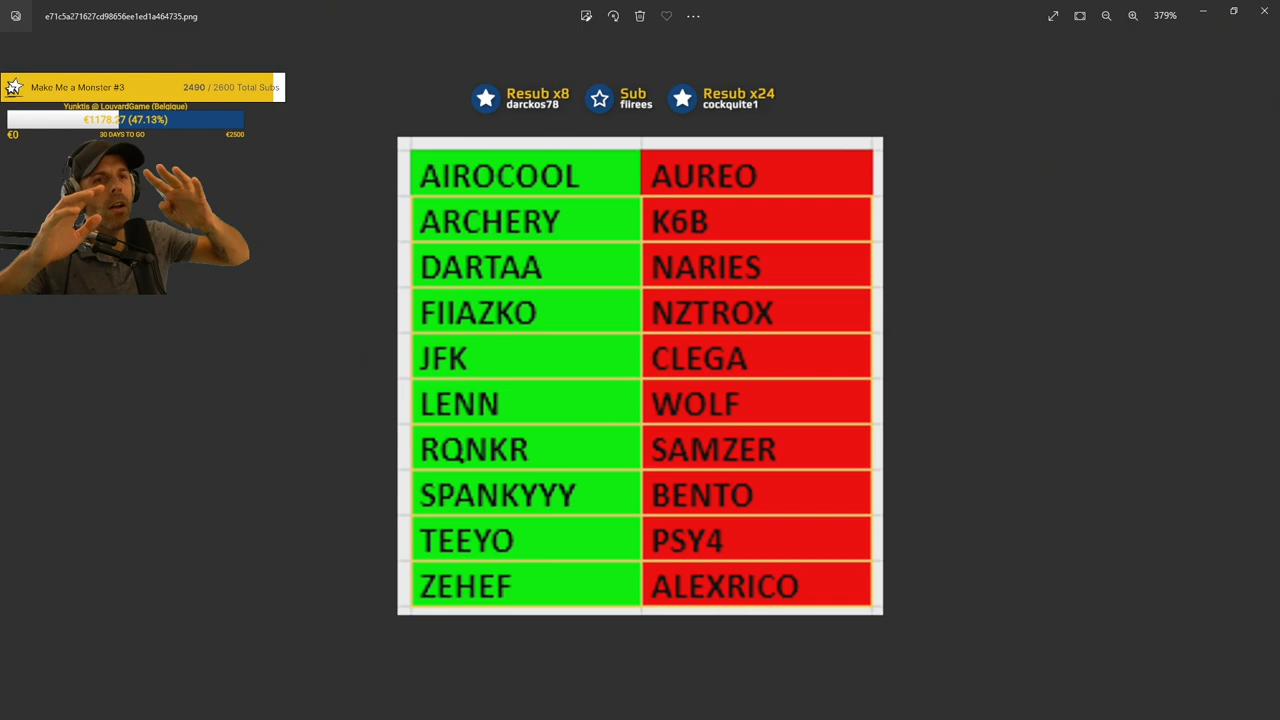 e71c5a271627cd98656ee1ed1a464735.png
379%
Make Me a Monster #3 2490 / 2600 Total Subs
Yunktis @ LouvardGame (Belgique)
€1178.27 (47.13%)
€0 30 DAYS TO GO €2500
Resub x8 Sub Resub x24
darckos78 fiirees cockquite1
AIROCOOL AUREO
ARCHERY K6B
DARTAA NARIES
FIIAZKO NZTROX
JFK CLEGA
LENN WOLF
RQNKR SAMZER
SPANKYYY BENTO
TEEYO PSY4
ZEHEF ALEXRICO